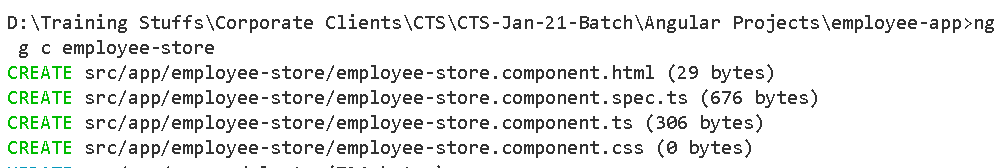 D:\Training Stuffs\Corporate Clients\CTS\CTS-Jan-21-Batch\Angular Projects\employee-app>ng
g c employee-store
CREATE src/app/employee-store/employee-store.component.html (29 bytes)
CREATE src/app/employee-store/employee-store.component.spec.ts (676 bytes)
CREATE src/app/employee-store/employee-store.component.ts (306 bytes)
CREATE src/app/employee-store/employee-store.component.css (0 bytes)